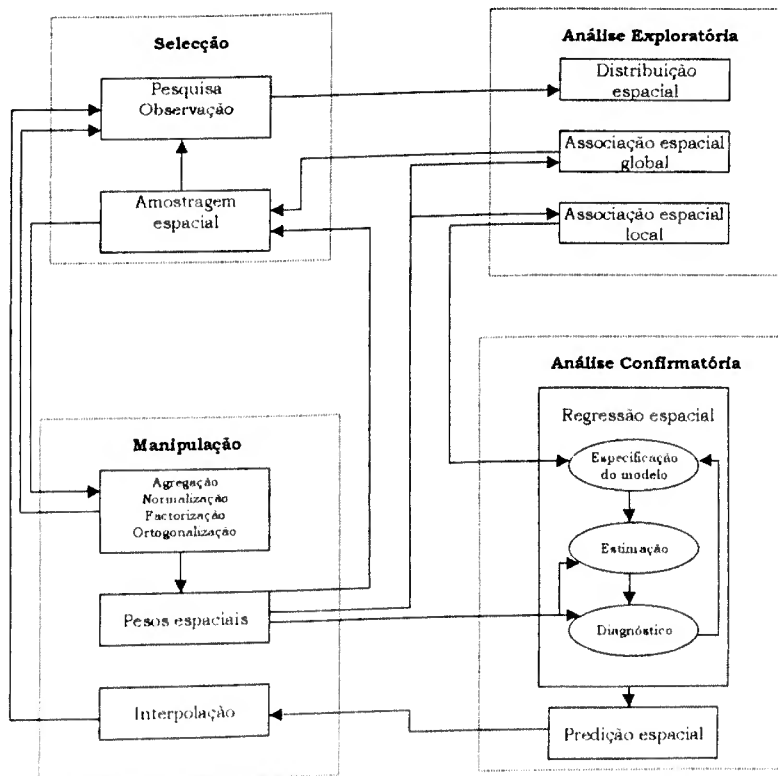 Selecção
Pesquisa
Observação
Amostragem
espacial
Análise Exploratória
Distribuição
espacial
Associação espacial
global
Associação espacial
local
Manipulação
Agregação
Normalização
Factorização
Ortogonalização
Pesos espaciais
Interpolação
Análise Confirmatória
Regressão espacial
Especificação
do modelo
Estimação
Diagnóstico
Predição espacial